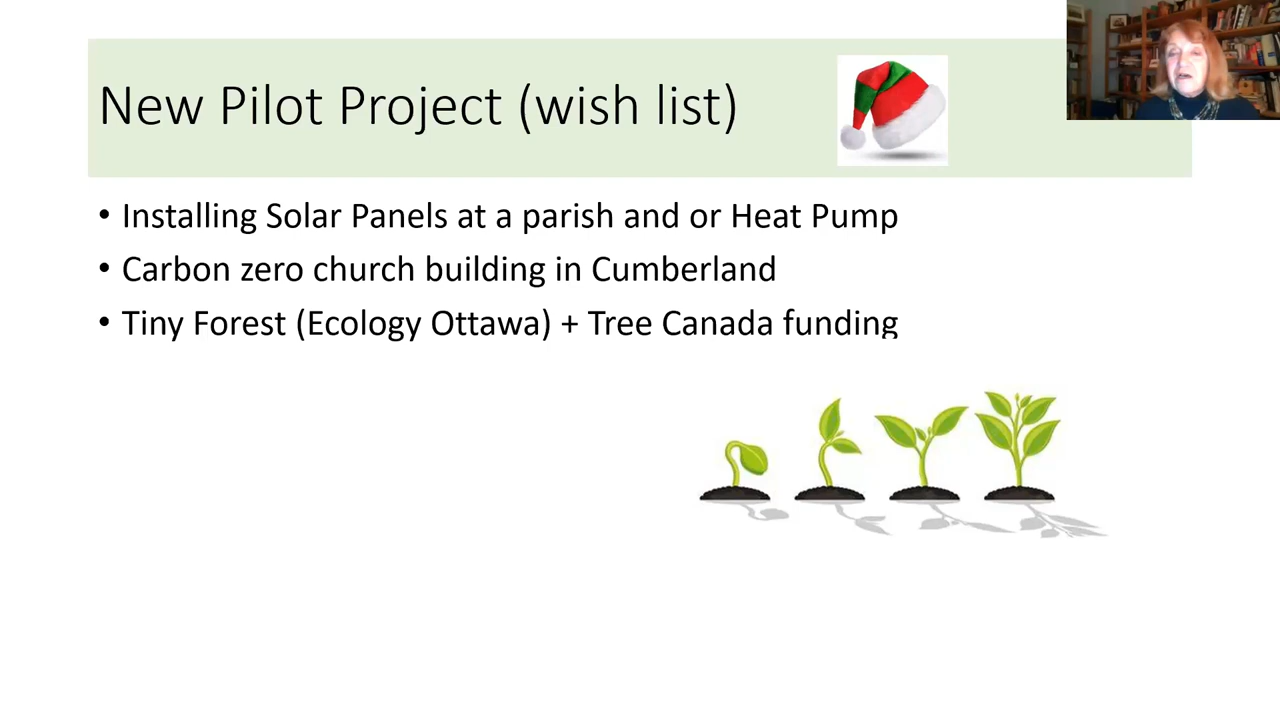 New Pilot Project (wish list)
• Installing Solar Panels at a parish and or Heat Pump
• Carbon zero church building in Cumberland
• Tiny Forest (Ecology Ottawa) + Tree Canada funding